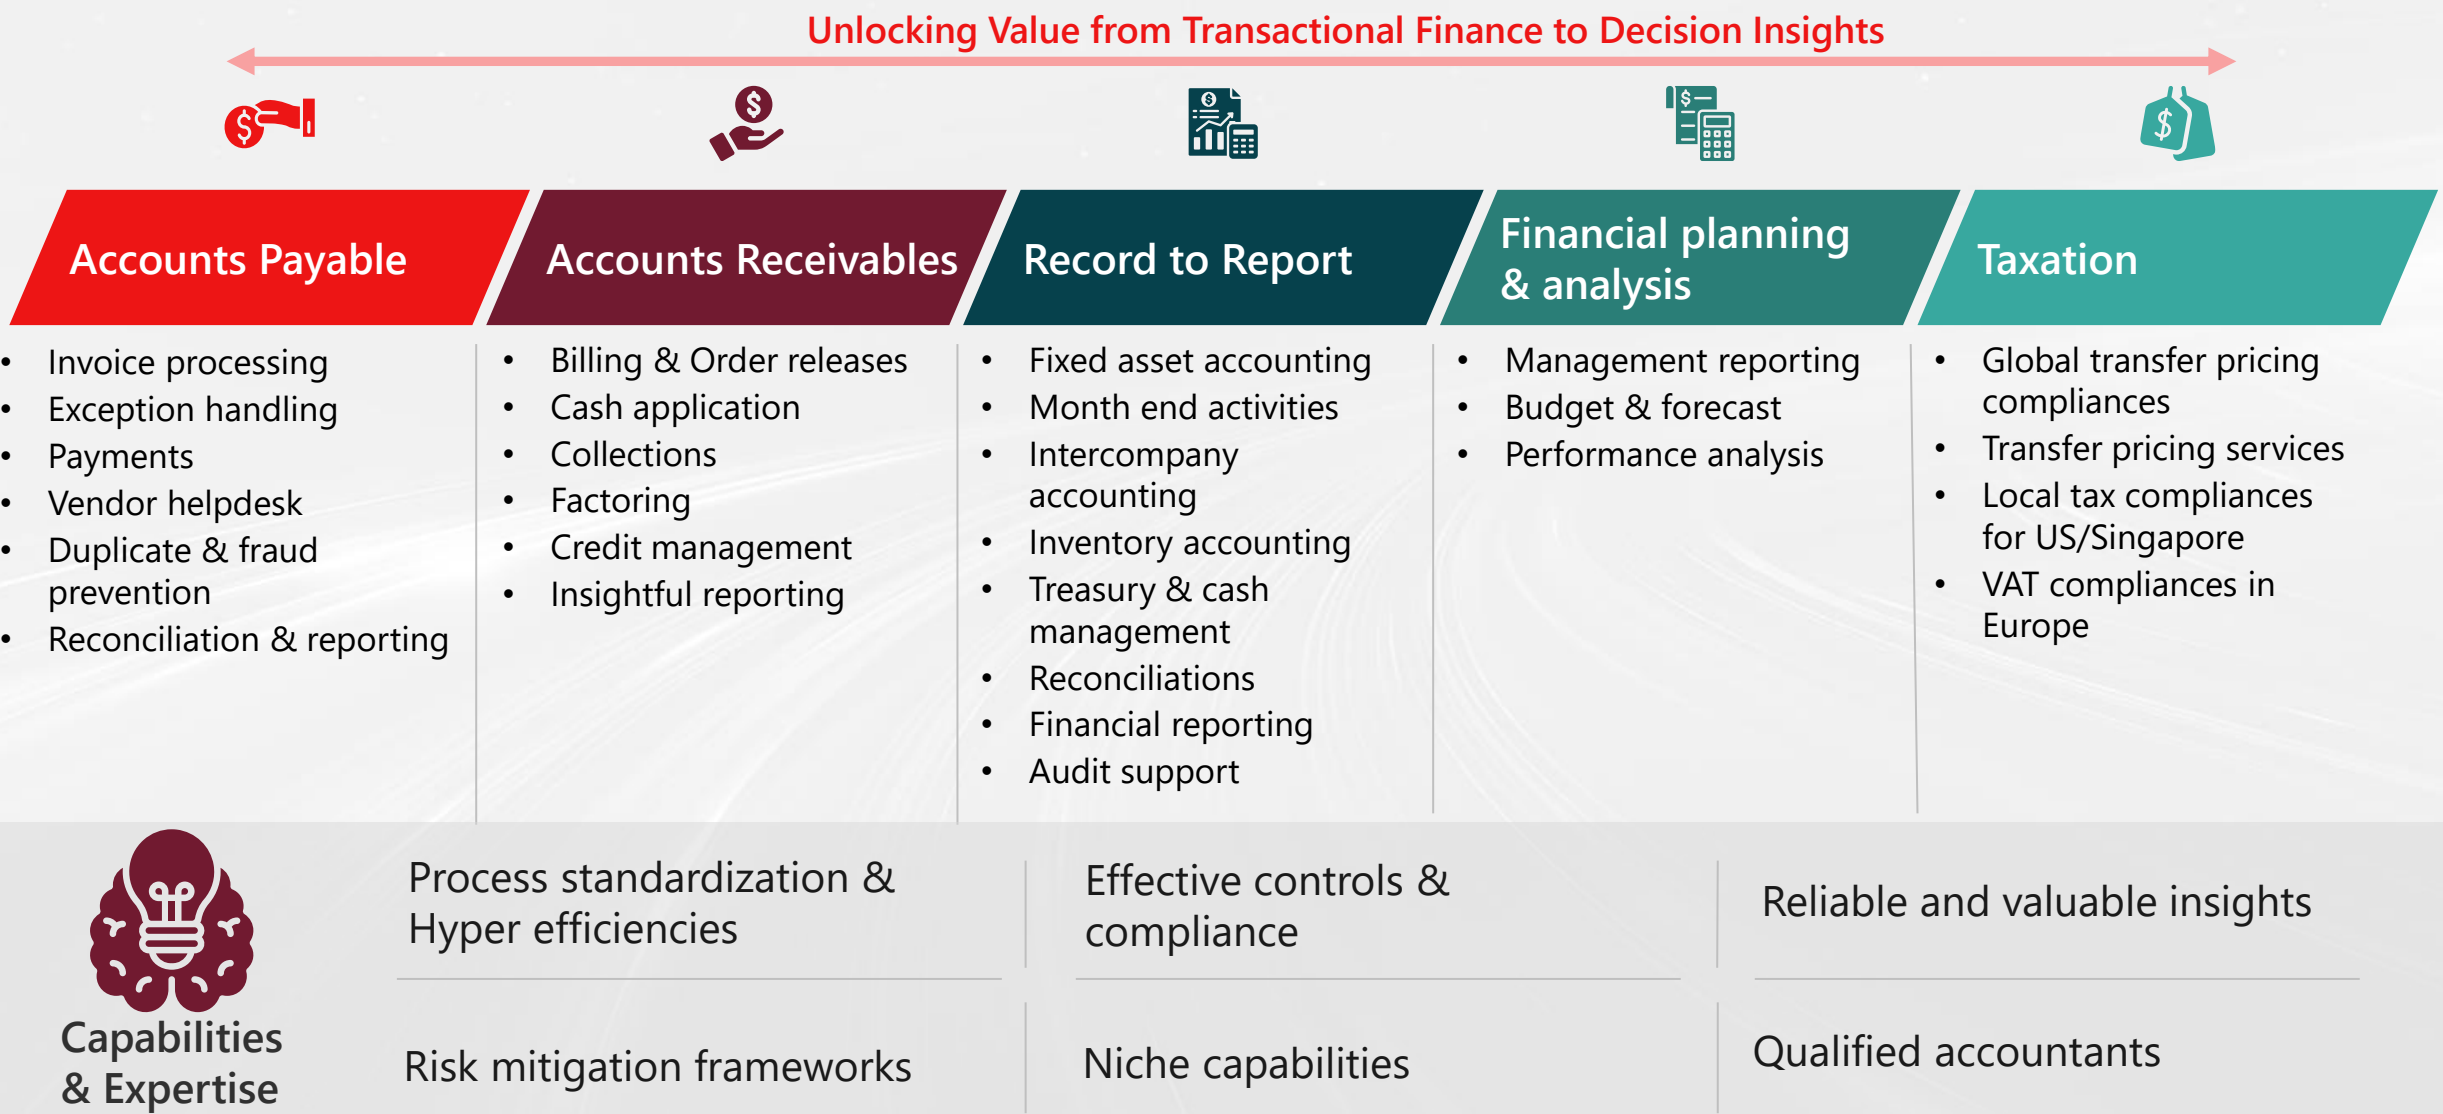 Unlocking Value from Transactional Finance to Decision Insights
Accounts Payable
• Invoice processing
• Exception handling
• Payments
• Vendor helpdesk
• Duplicate & fraud
prevention
• Reconciliation & reporting
Accounts Receivables
• Billing & Order releases
• Cash application
• Collections
• Factoring
• Credit management
• Insightful reporting
Record to Report
• Fixed asset accounting
• Month end activities
• Intercompany
accounting
• Inventory accounting
• Treasury & cash
management
• Reconciliations
• Financial reporting
• Audit support
Financial planning
& analysis
• Management reporting
• Budget & forecast
• Performance analysis
Taxation
• Global transfer pricing
compliances
• Transfer pricing services
• Local tax compliances
for US/Singapore
• VAT compliances in
Europe
Capabilities
& Expertise
Process standardization &
Hyper efficiencies
Effective controls &
compliance
Reliable and valuable insights
Risk mitigation frameworks
Niche capabilities
Qualified accountants